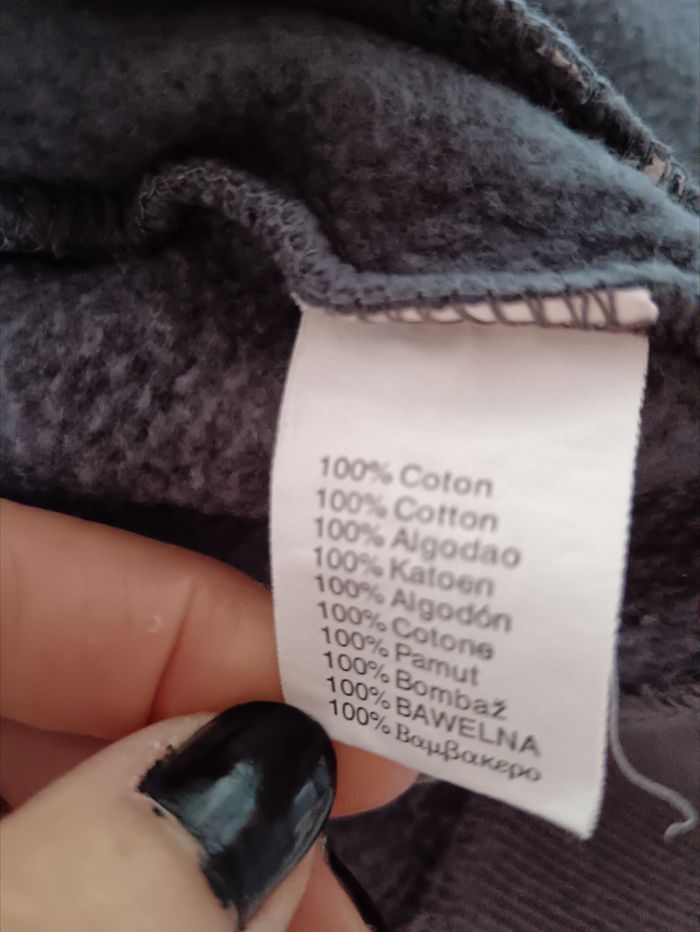 100% Coton
100% Cotton
100% Algodao
100% Katoen
100% Algodón
100% Cotone
100% Pamut
100% Bombaž
100% BAWELNA
100% Βαμβακερο